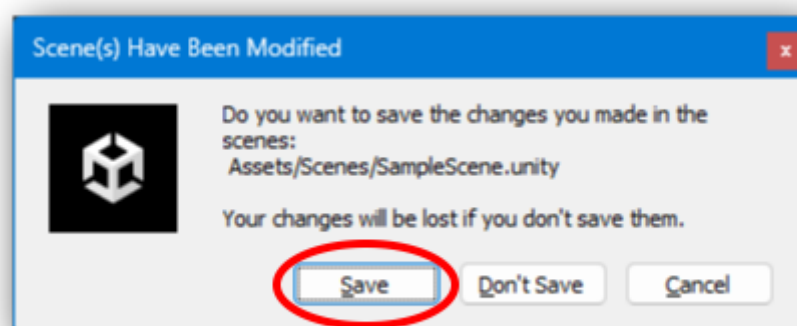 Scene(s) Have Been Modified
x
Do you want to save the changes you made in the
scenes:
Assets/Scenes/SampleScene.unity
Your changes will be lost if you don't save them.
Save Don't Save Cancel